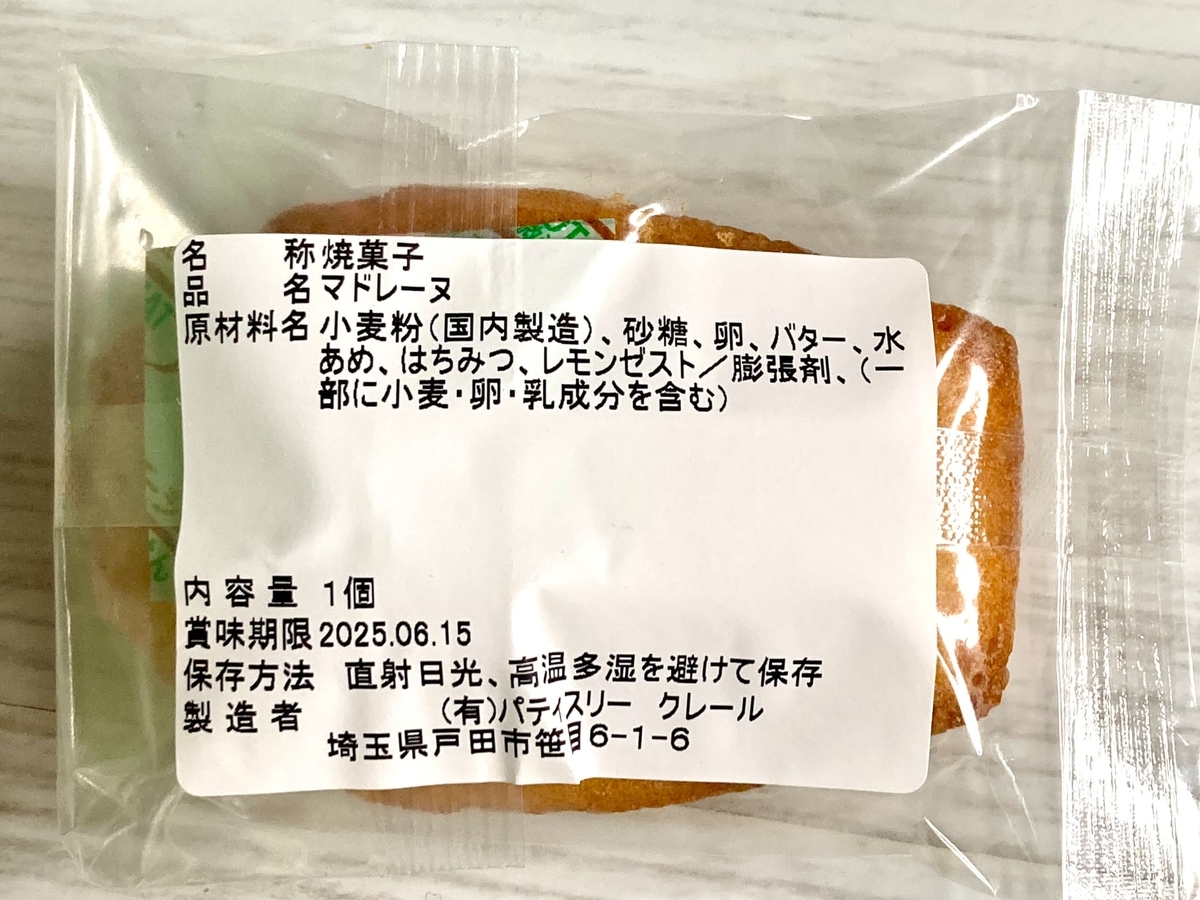 名 称 焼菓子
品 名 マドレーヌ
原材料名 小麦粉(国内製造)、砂糖、卵、バター、水
あめ、はちみつ、レモンゼスト/膨張剤、(一
部に小麦・卵・乳成分を含む)
内容量 1個
賞味期限 2025.06.15
保存方法 直射日光、高温多湿を避けて保存
製造者 (有)パティスリー クレール
埼玉県戸田市笹目6-1-6